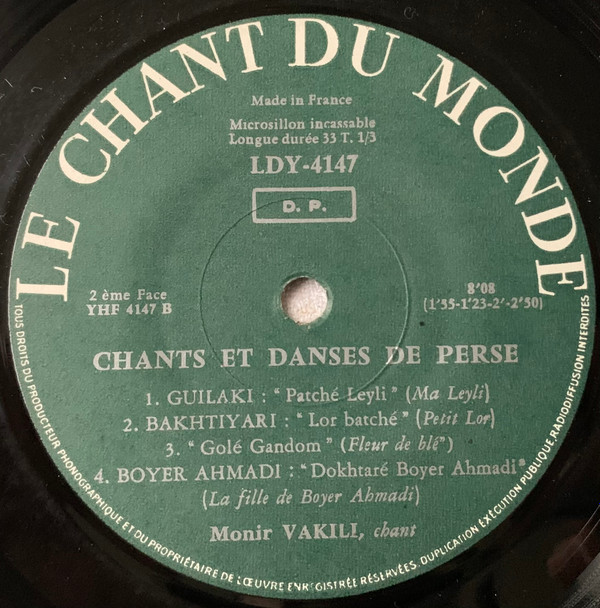 LE CHANT DU MONDE
Made in France
Microsillon incassable
Longue durée 33 T. 1/3
LDY-4147
D. P.
2 ème Face
YHF 4147 B
8'08
(1'55-1'23-2'-2'50)
CHANTS ET DANSES DE PERSE
1. GUILAKI : "Patché Leyli" (Ma Leyli)
2. BAKHTIYARI : "Lor batché" (Petit Lor)
3. "Golé Gandom" (Fleur de blé")
4. BOYER AHMADI : "Dokhtaré Boyer Ahmadi"
(La fille de Boyer Ahmadi)
Monir VAKILI, chant
TOUS DROITS DU PRODUCTEUR PHONOGRAPHIQUE ET DU PROPRIÉTAIRE DE L'ŒUVRE ENREGISTRÉE RÉSERVÉES. DUPLICATION EXÉCUTION PUBLIQUE, RADIODIFFUSION INTERDITES